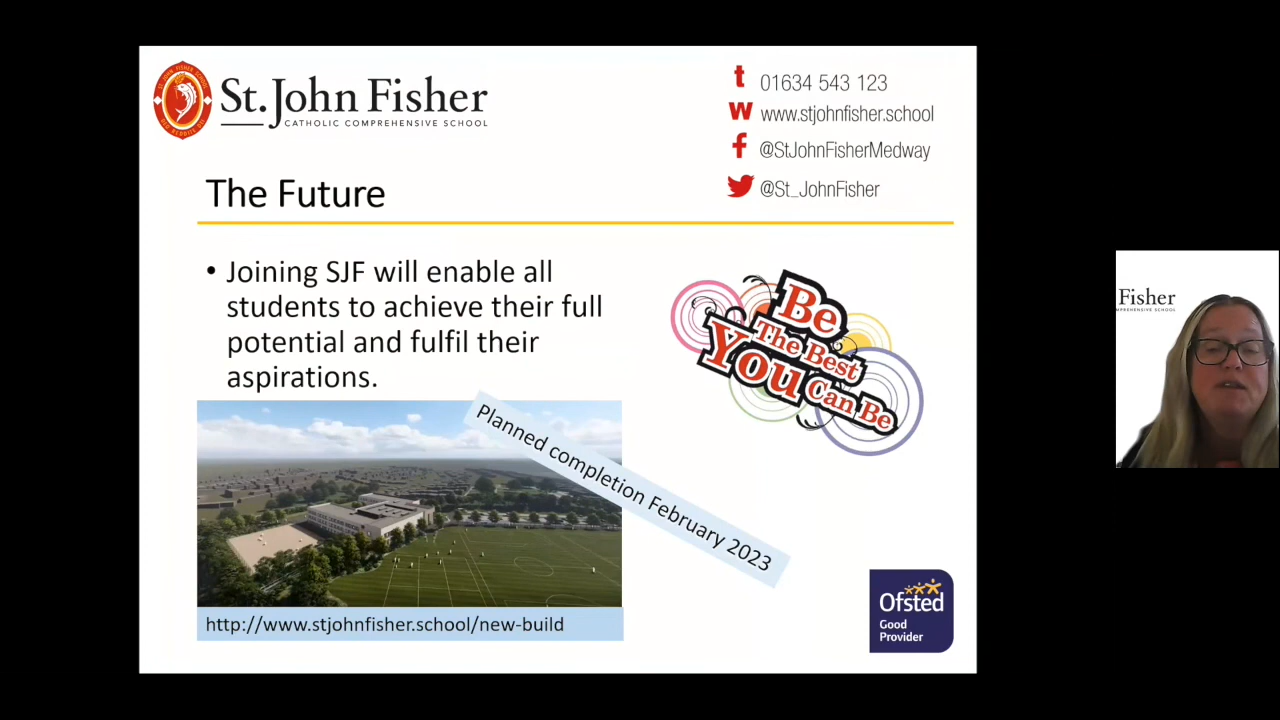 St. John Fisher
CATHOLIC COMPREHENSIVE SCHOOL
t 01634 543 123
w www.stjohnfisher.school
f @StJohnFisherMedway
@St_JohnFisher
The Future
• Joining SJF will enable all
students to achieve their full
potential and fulfil their
aspirations.
Be
The Best
You Can Be
Planned completion February 2023
http://www.stjohnfisher.school/new-build
Ofsted
Good
Provider
Fisher